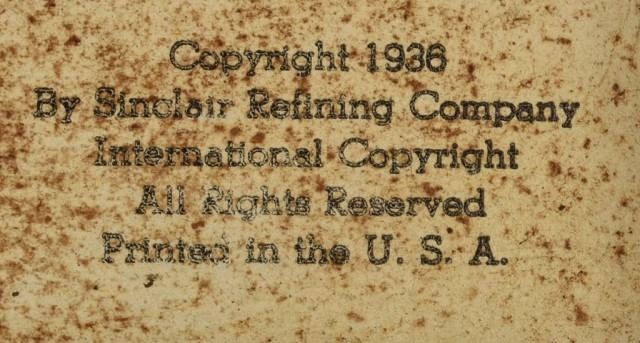 Copyright 1936
By Sinclair Refining Company
International Copyright
All Rights Reserved
Printed in the U. S. A.